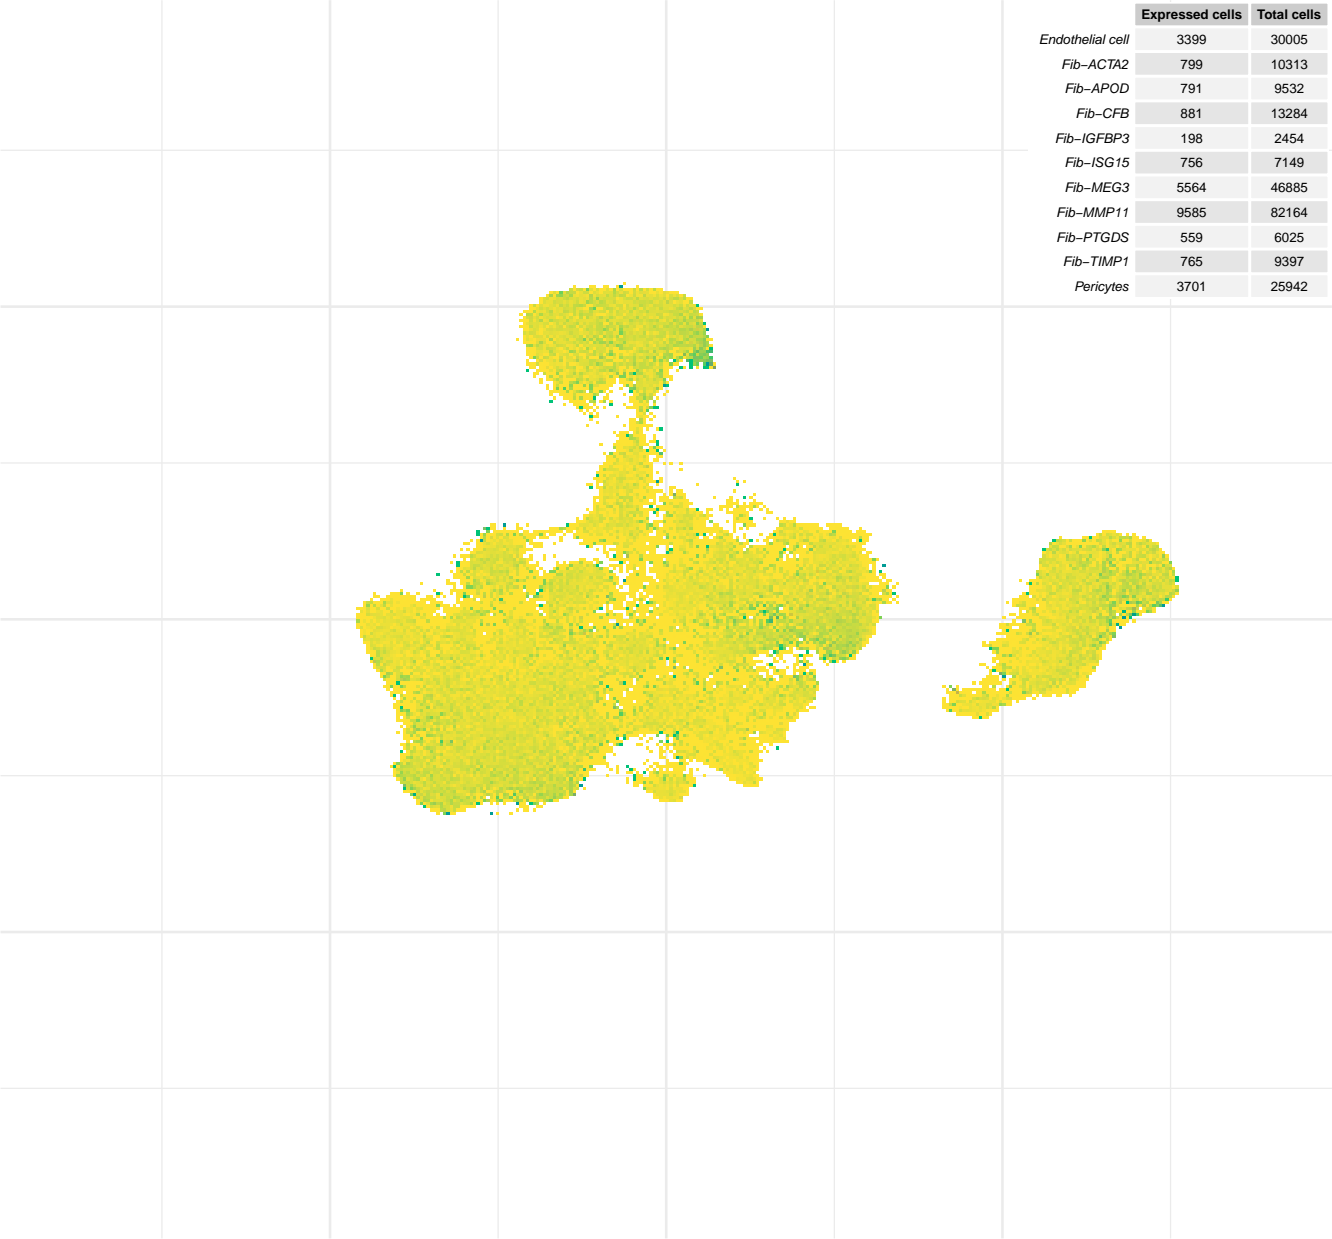 Expressed cells Total cells
Endothelial cell 3399 30005
Fib−ACTA2 799 10313
Fib−APOD 791 9532
Fib−CFB 881 13284
Fib−IGFBP3 198 2454
Fib−ISG15 756 7149
Fib−MEG3 5564 46885
Fib−MMP11 9585 82164
Fib−PTGDS 559 6025
Fib−TIMP1 765 9397
Pericytes 3701 25942